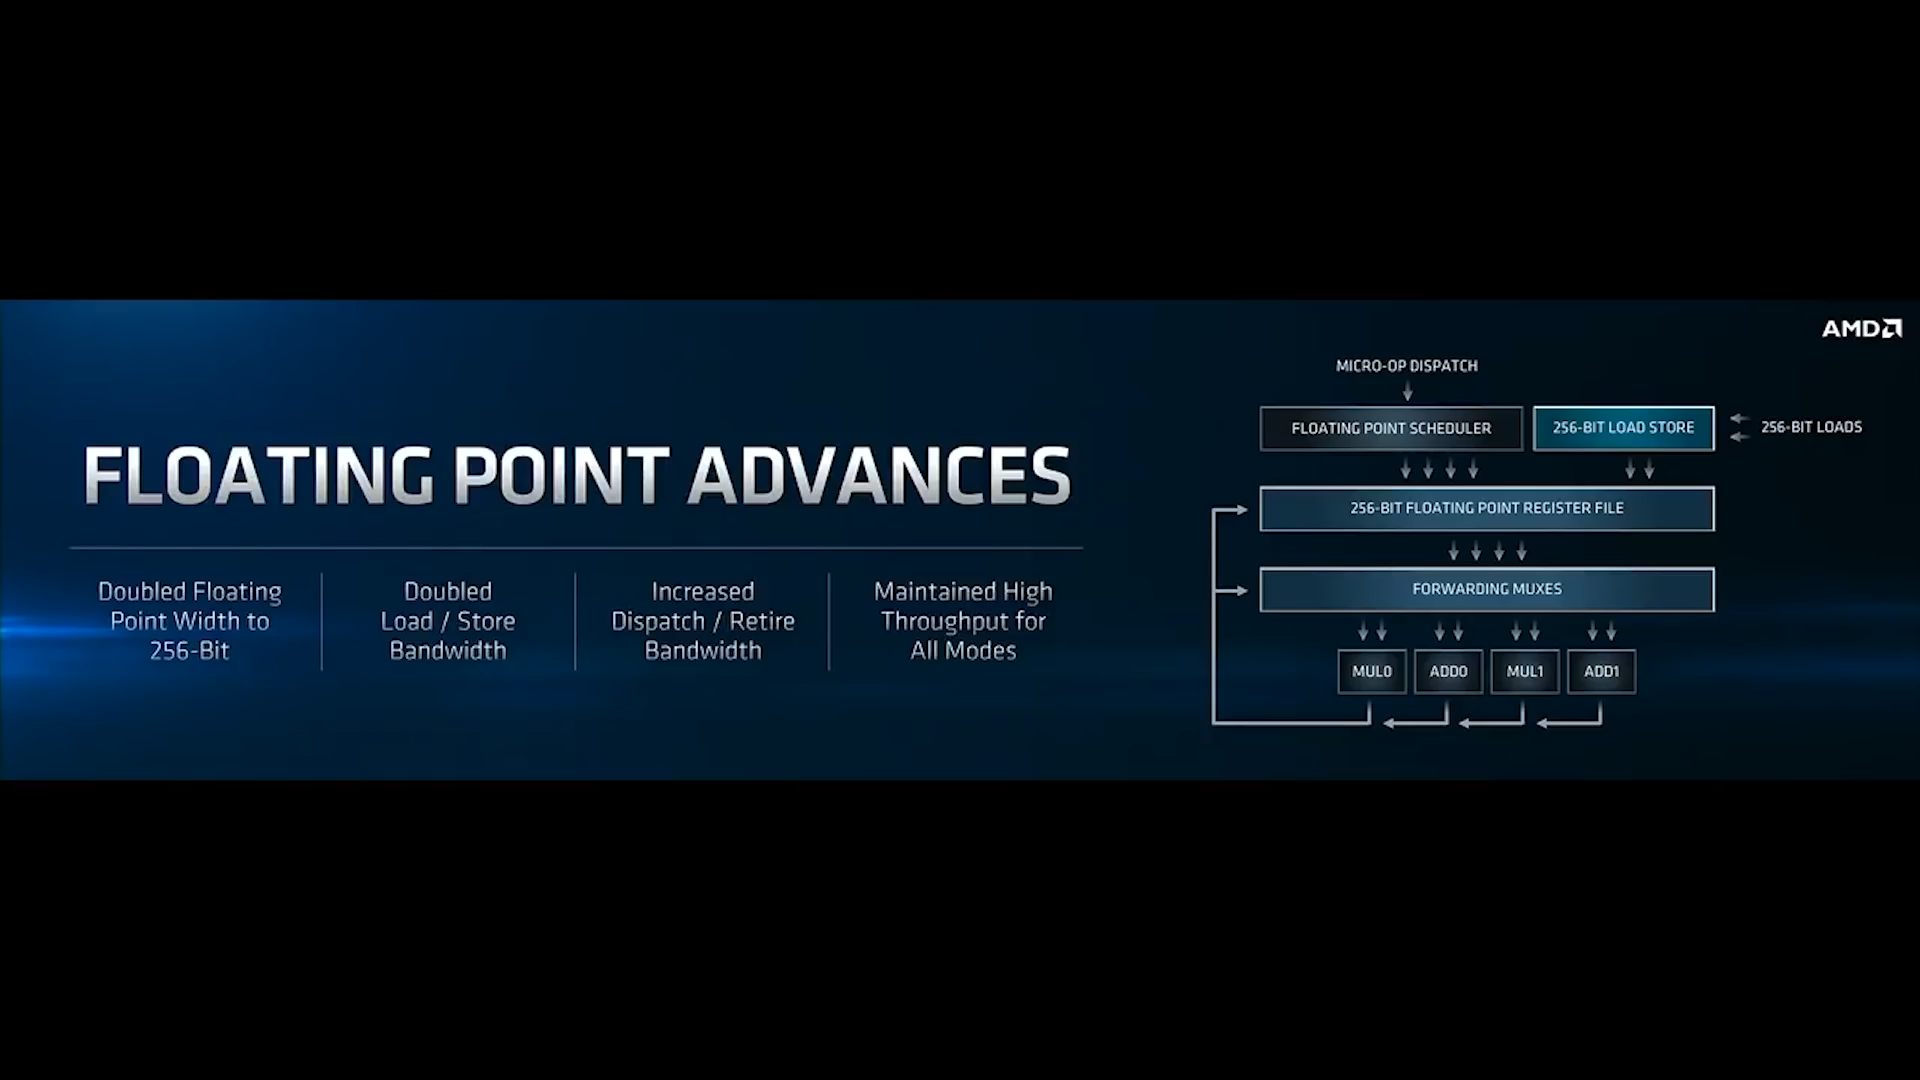 AMD
FLOATING POINT ADVANCES
Doubled Floating
Point Width to
256-Bit
Doubled
Load / Store
Bandwidth
Increased
Dispatch / Retire
Bandwidth
Maintained High
Throughput for
All Modes
MICRO-OP DISPATCH
FLOATING POINT SCHEDULER
256-BIT LOAD STORE
256-BIT LOADS
256-BIT FLOATING POINT REGISTER FILE
FORWARDING MUXES
MUL0
ADD0
MUL1
ADD1